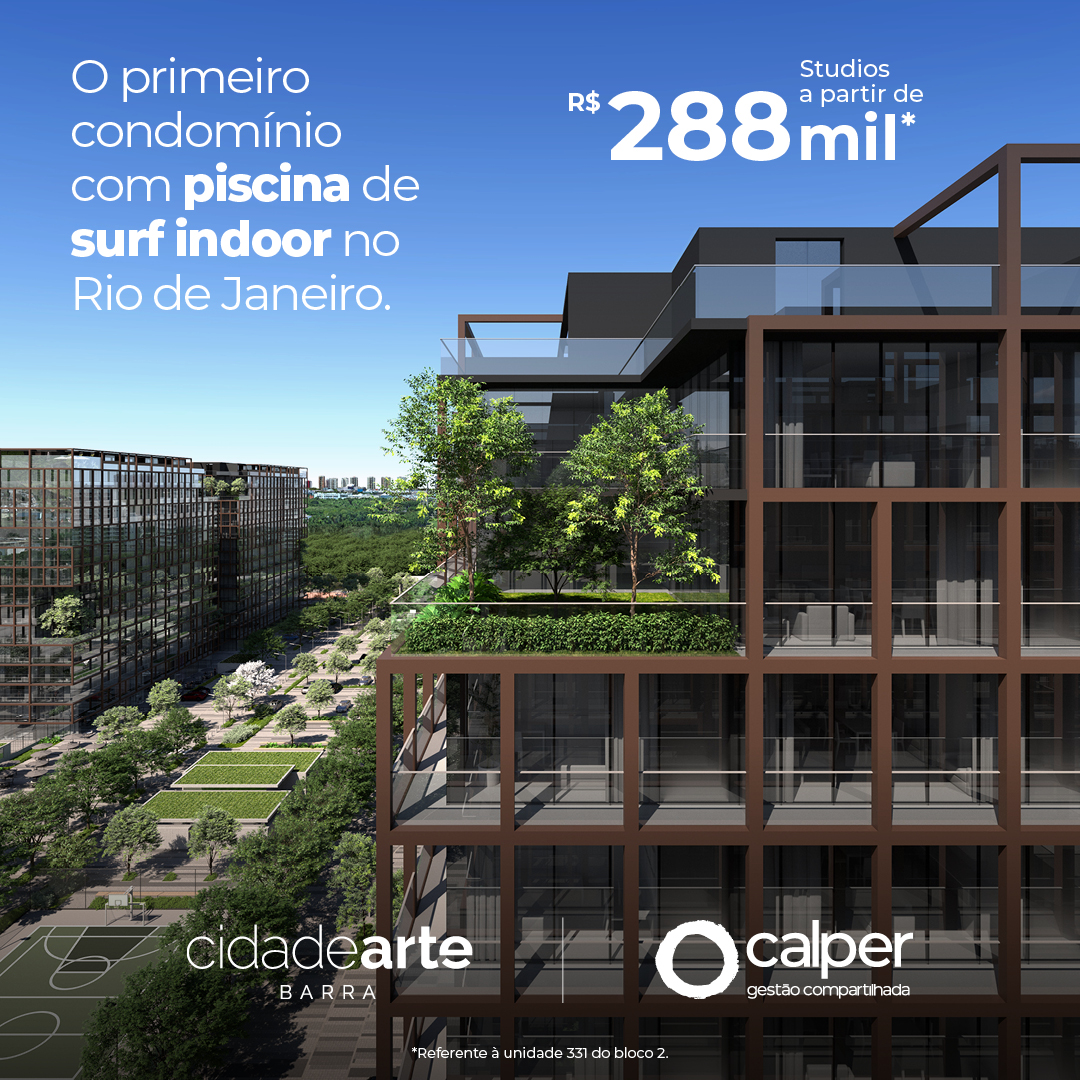 O primeiro
condomínio
com piscina de
surf indoor no
Rio de Janeiro.
Studios
a partir de
R$ 288 mil*
cidadearte
BARRA
calper
gestão compartilhada
*Referente à unidade 331 do bloco 2.